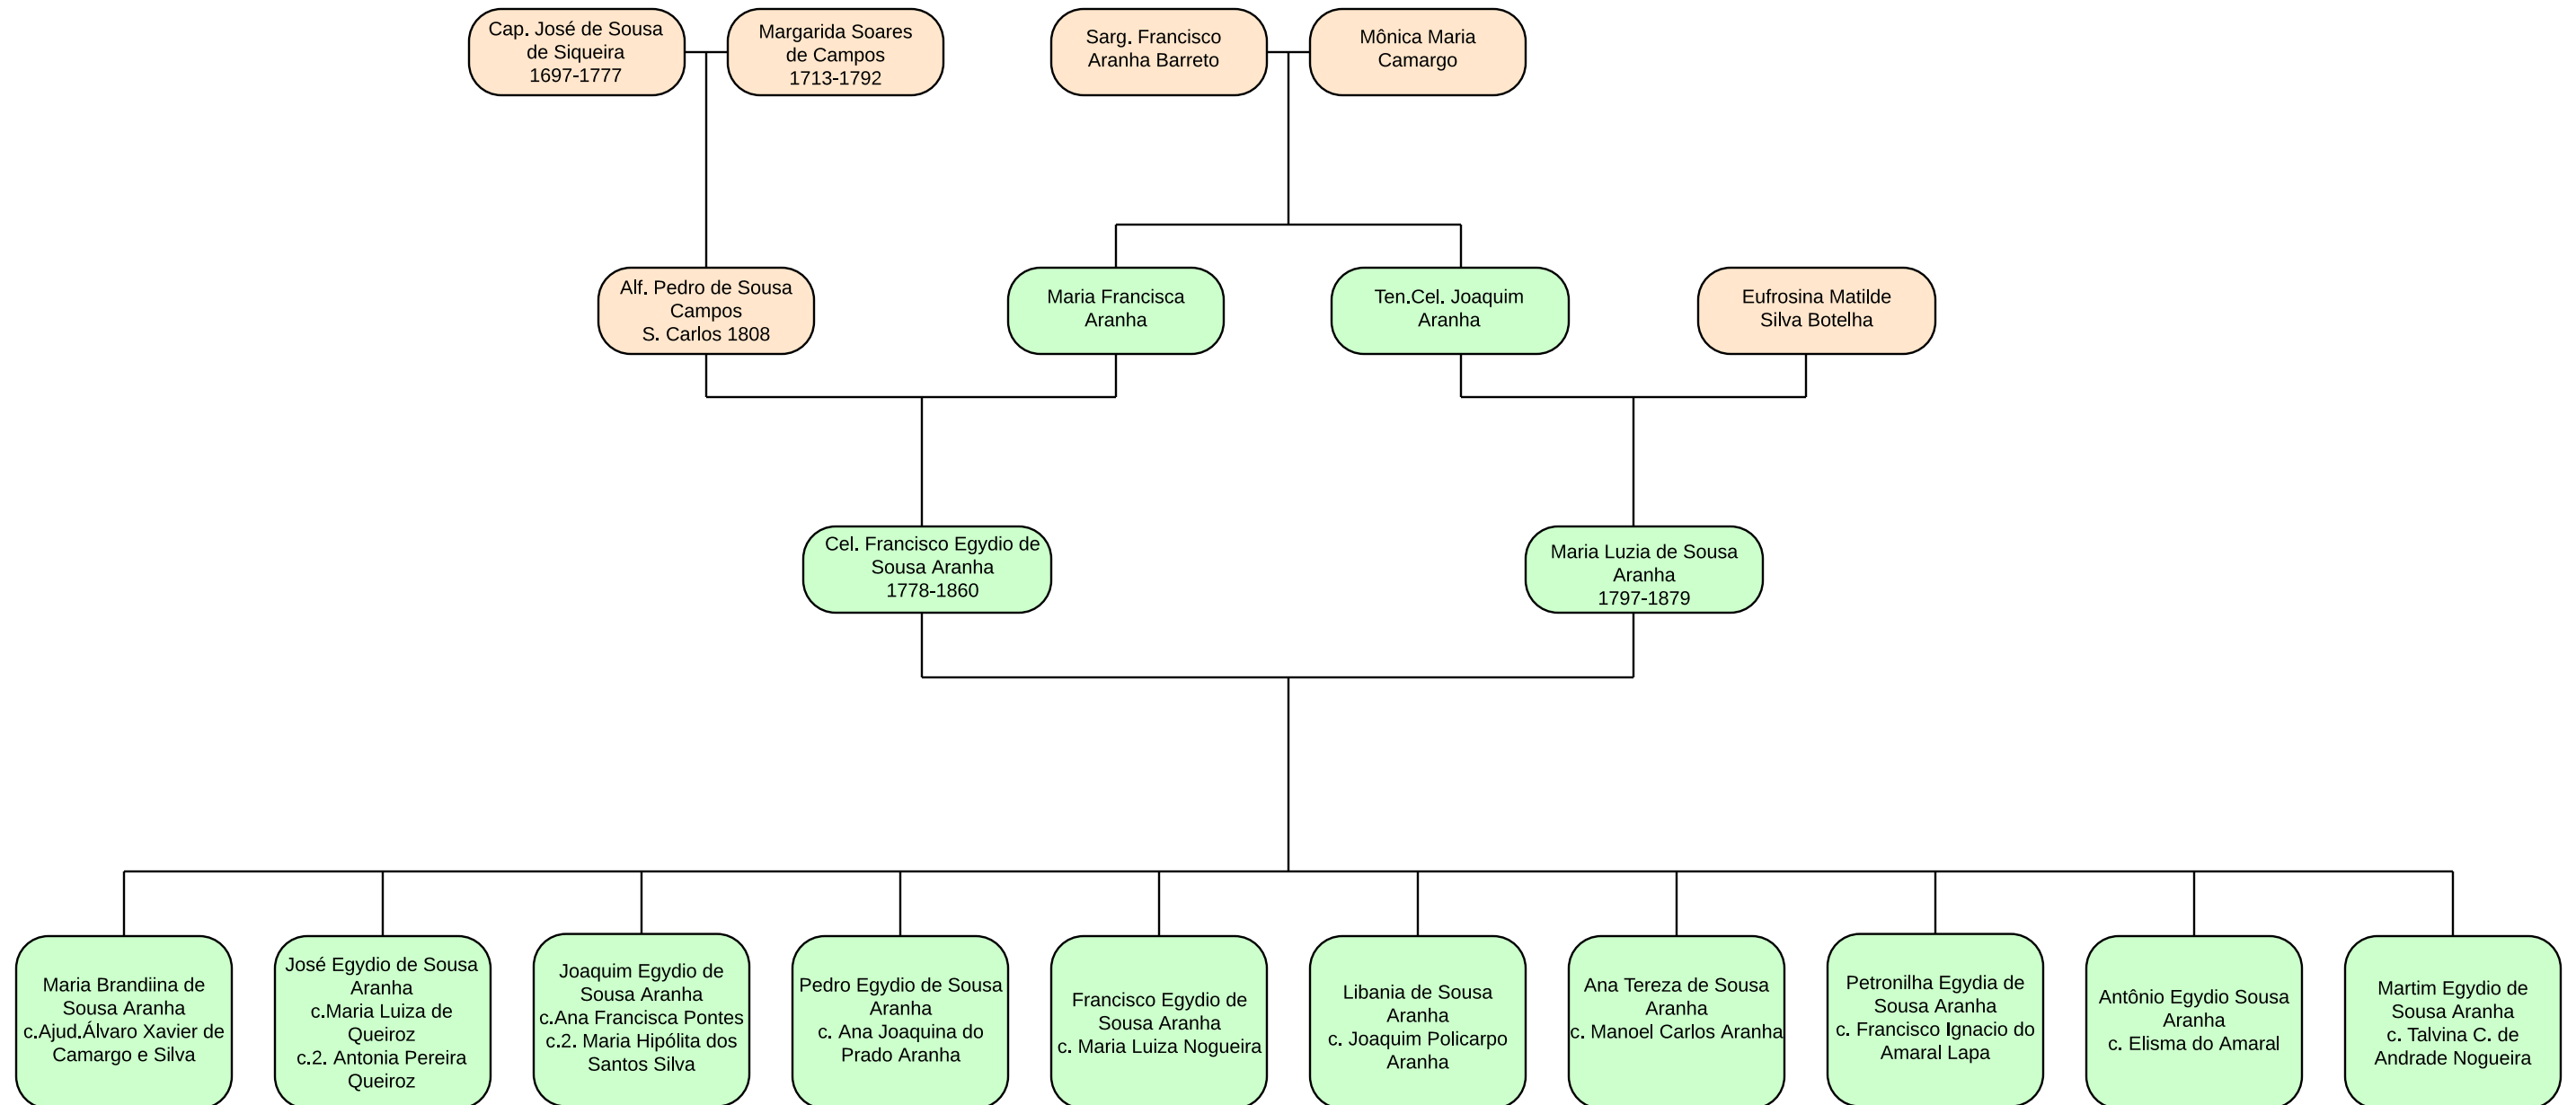 Cap. José de Sousa
de Siqueira
1697-1777
Margarida Soares
de Campos
1713-1792
Sarg. Francisco
Aranha Barreto
Mônica Maria
Camargo
Alf. Pedro de Sousa
Campos
S. Carlos 1808
Maria Francisca
Aranha
Ten.Cel. Joaquim
Aranha
Eufrosina Matilde
Silva Botelha
Cel. Francisco Egydio de
Sousa Aranha
1778-1860
Maria Luzia de Sousa
Aranha
1797-1879
Maria Brandiina de
Sousa Aranha
c.Ajud.Álvaro Xavier de
Camargo e Silva
José Egydio de Sousa
Aranha
c.Maria Luiza de
Queiroz
c.2. Antonia Pereira
Queiroz
Joaquim Egydio de
Sousa Aranha
c.Ana Francisca Pontes
c.2. Maria Hipólita dos
Santos Silva
Pedro Egydio de Sousa
Aranha
c. Ana Joaquina do
Prado Aranha
Francisco Egydio de
Sousa Aranha
c. Maria Luiza Nogueira
Libania de Sousa
Aranha
c. Joaquim Policarpo
Aranha
Ana Tereza de Sousa
Aranha
c. Manoel Carlos Aranha
Petronilha Egydia de
Sousa Aranha
c. Francisco Ignacio do
Amaral Lapa
Antônio Egydio Sousa
Aranha
c. Elisma do Amaral
Martim Egydio de
Sousa Aranha
c. Talvina C. de
Andrade Nogueira